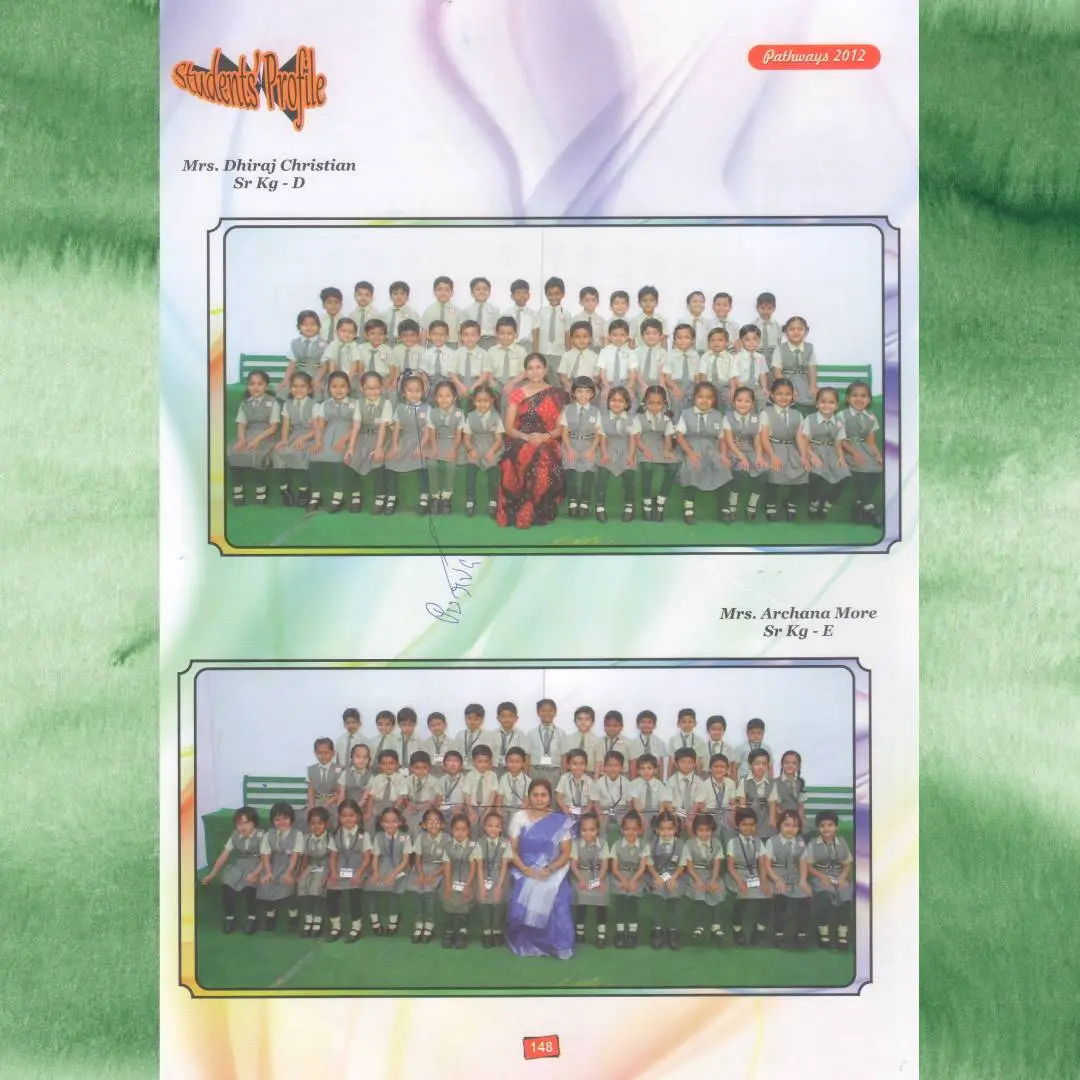 Students' Profile
Pathways 2012
Mrs. Dhiraj Christian
Sr Kg - D
Mrs. Archana More
Sr Kg - E
148